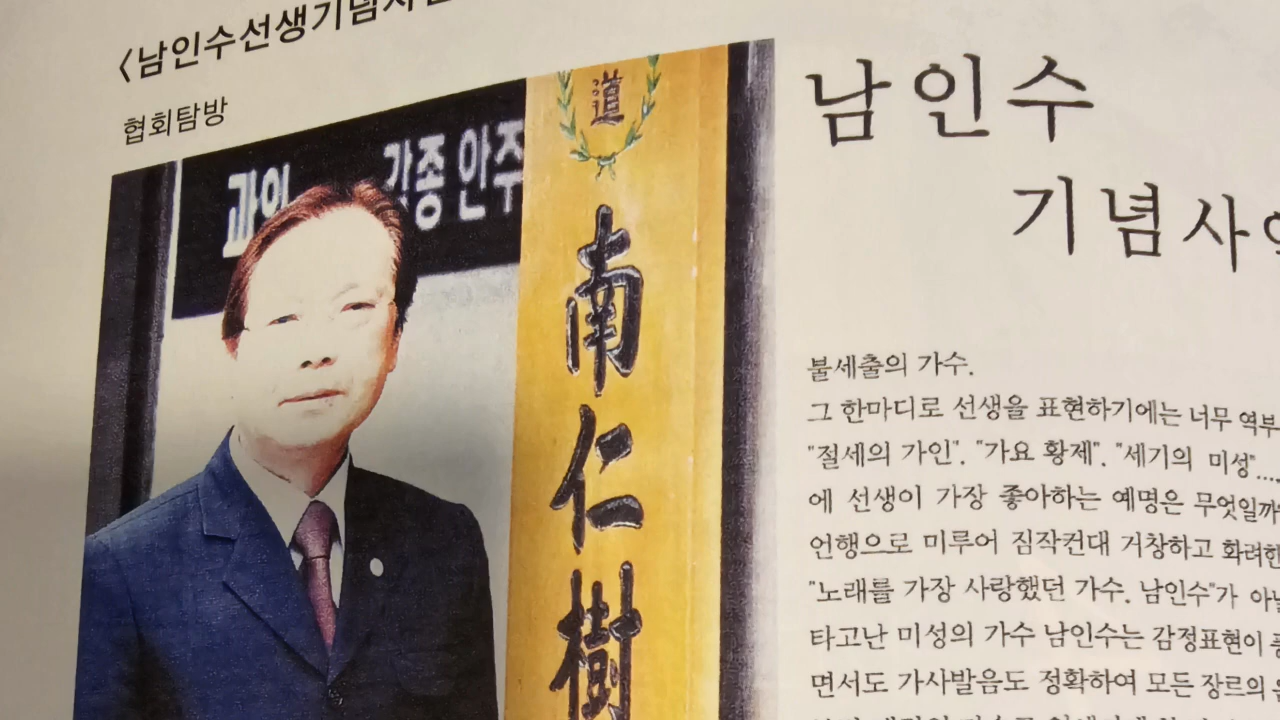 <남인수선생기념사업
협회탐방
과일
각종 안주
道
南仁樹
남인수
기념사
불세출의 가수.
그 한마디로 선생을 표현하기에는 너무 역부
"절세의 가인". "가요 황제". "세기의 미성"....
에 선생이 가장 좋아하는 예명은 무엇일까
언행으로 미루어 짐작컨대 거창하고 화려한
"노래를 가장 사랑했던 가수. 남인수"가 아
타고난 미성의 가수 남인수는 감정표현이 풍
면서도 가사발음도 정확하여 모든 장르의